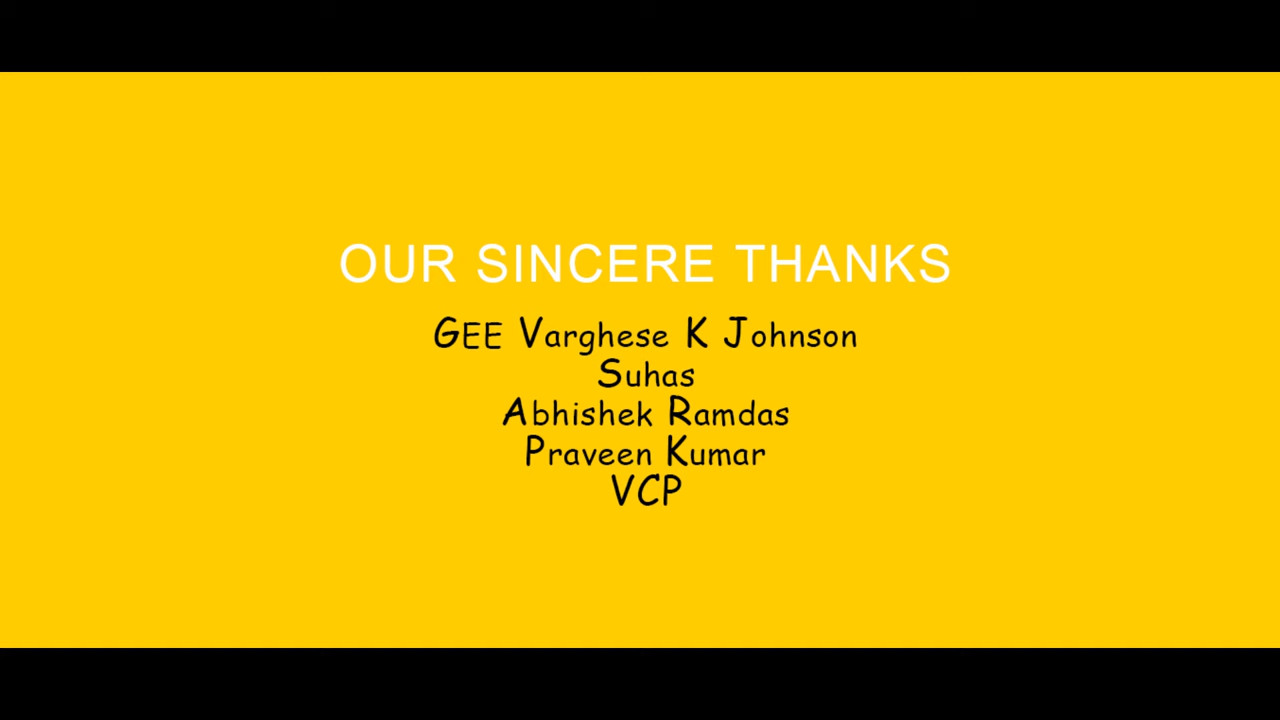 OUR SINCERE THANKS
GEE Varghese K Johnson
Suhas
Abhishek Ramdas
Praveen Kumar
VCP